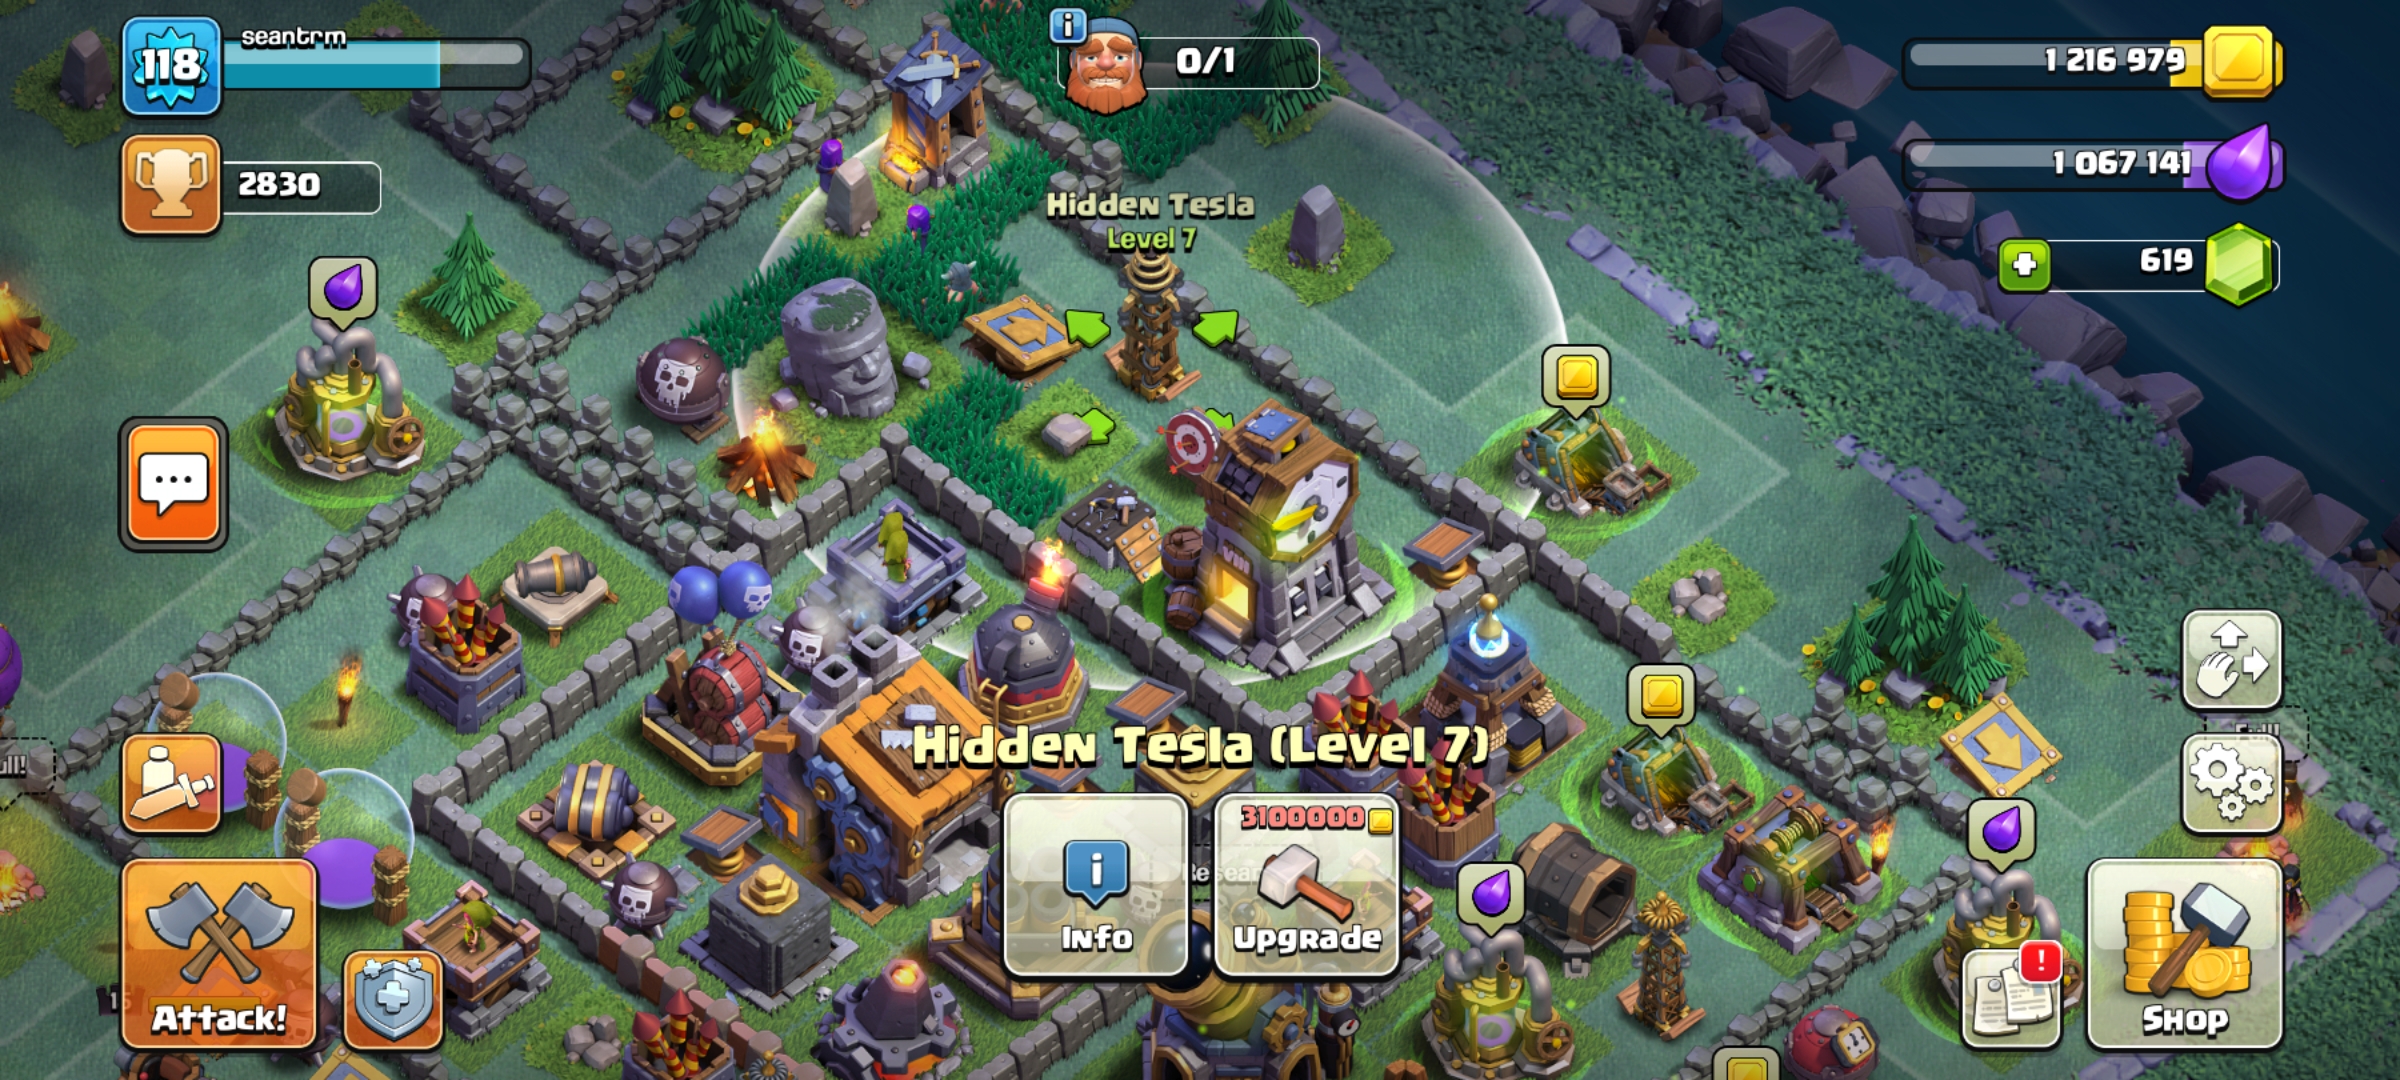 118
seantrm
0/1
1 216 979
2830
1 067 141
619
Hidden Tesla
Level 7
ull!
Hidden Tesla (Level 7)
3100000
Info
Upgrade
Attack!
Shop